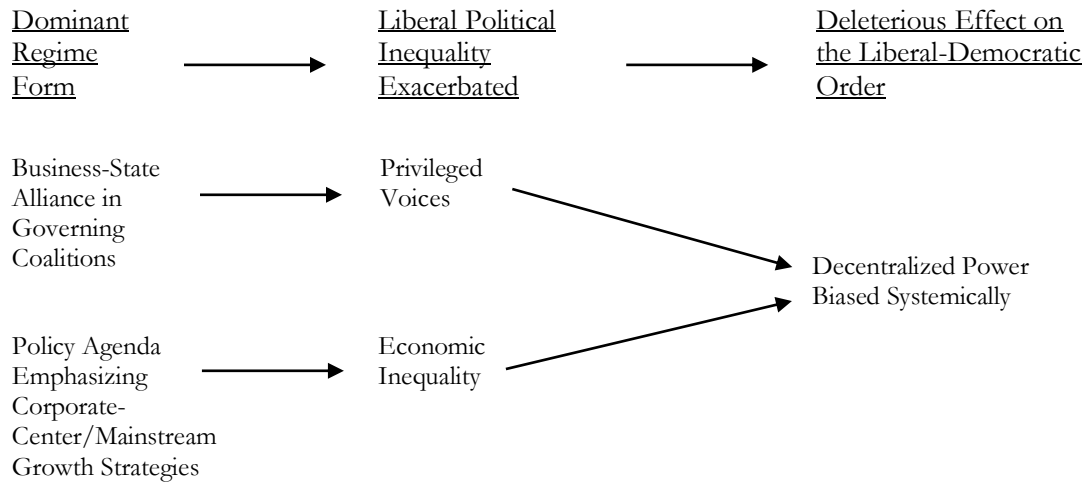 Dominant
Regime
Form
Liberal Political
Inequality
Exacerbated
Deleterious Effect on
the Liberal-Democratic
Order
Business-State
Alliance in
Governing
Coalitions
Privileged
Voices
Decentralized Power
Biased Systemically
Policy Agenda
Emphasizing
Corporate-
Center/Mainstream
Growth Strategies
Economic
Inequality